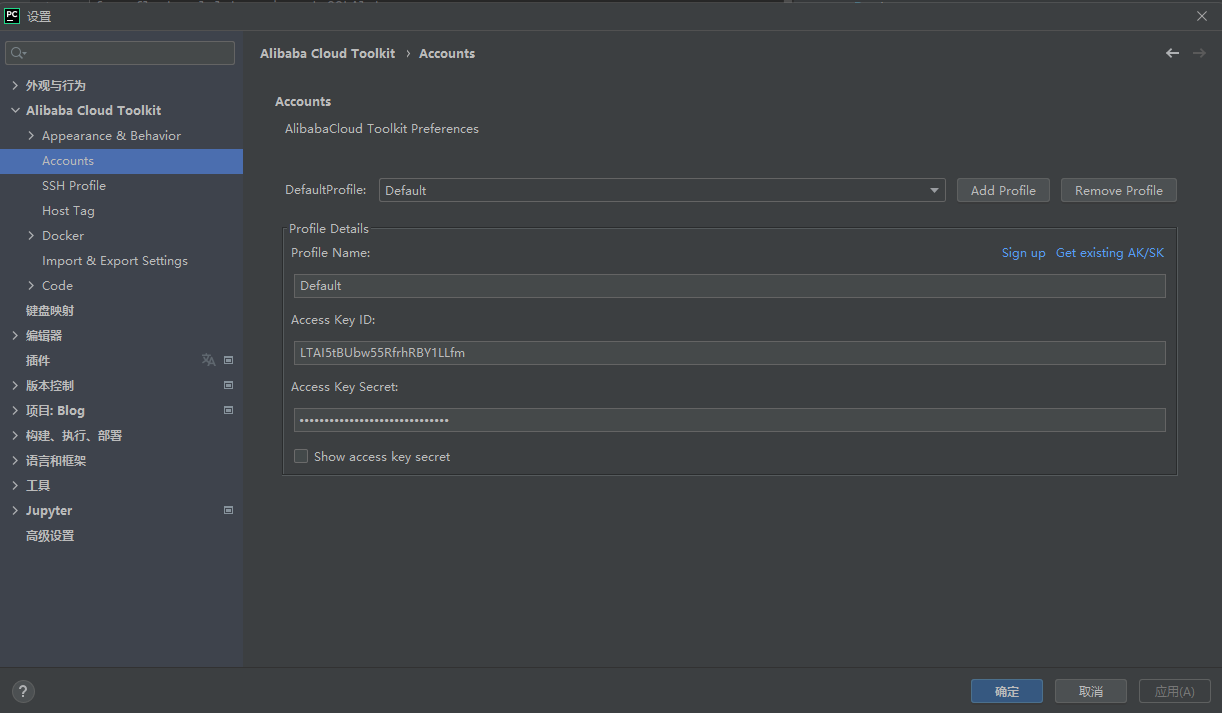 PC 设置
Alibaba Cloud Toolkit › Accounts
外观与行为
Alibaba Cloud Toolkit
Appearance & Behavior
Accounts
SSH Profile
Host Tag
Docker
Import & Export Settings
Code
键盘映射
编辑器
插件
版本控制
项目: Blog
构建、执行、部署
语言和框架
工具
Jupyter
高级设置
Accounts
AlibabaCloud Toolkit Preferences
DefaultProfile: Default Add Profile Remove Profile
Profile Details
Profile Name: Sign up Get existing AK/SK
Default
Access Key ID:
LTAI5tBUbw55RfrhRBY1LLfm
Access Key Secret:
••••••••••••••••••••••••••••••
Show access key secret
? 确定 取消 应用(A)